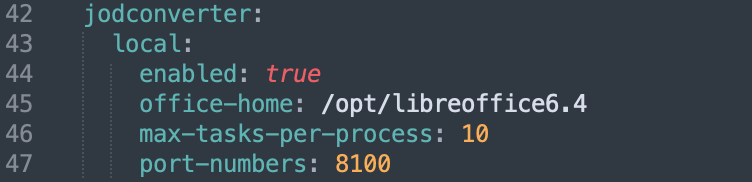 42 jodconverter:
43 local:
44 enabled: true
45 office-home: /opt/libreoffice6.4
46 max-tasks-per-process: 10
47 port-numbers: 8100